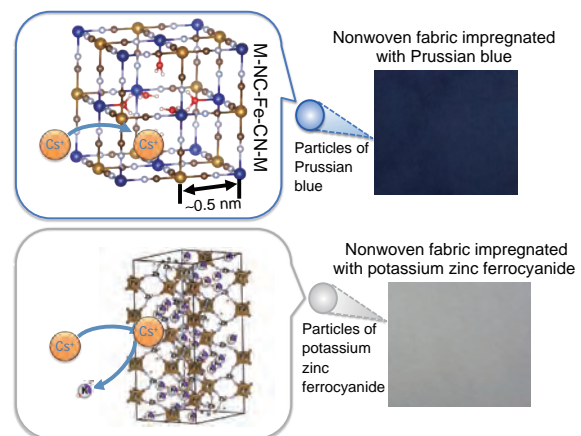 Nonwoven fabric impregnated
with Prussian blue
M-NC-Fe-CN-M
Cs⁺
Cs⁺
~0.5 nm
Particles of
Prussian
blue
Nonwoven fabric impregnated
with potassium zinc ferrocyanide
Cs⁺
Cs⁺
Particles of
potassium
zinc
ferrocyanide